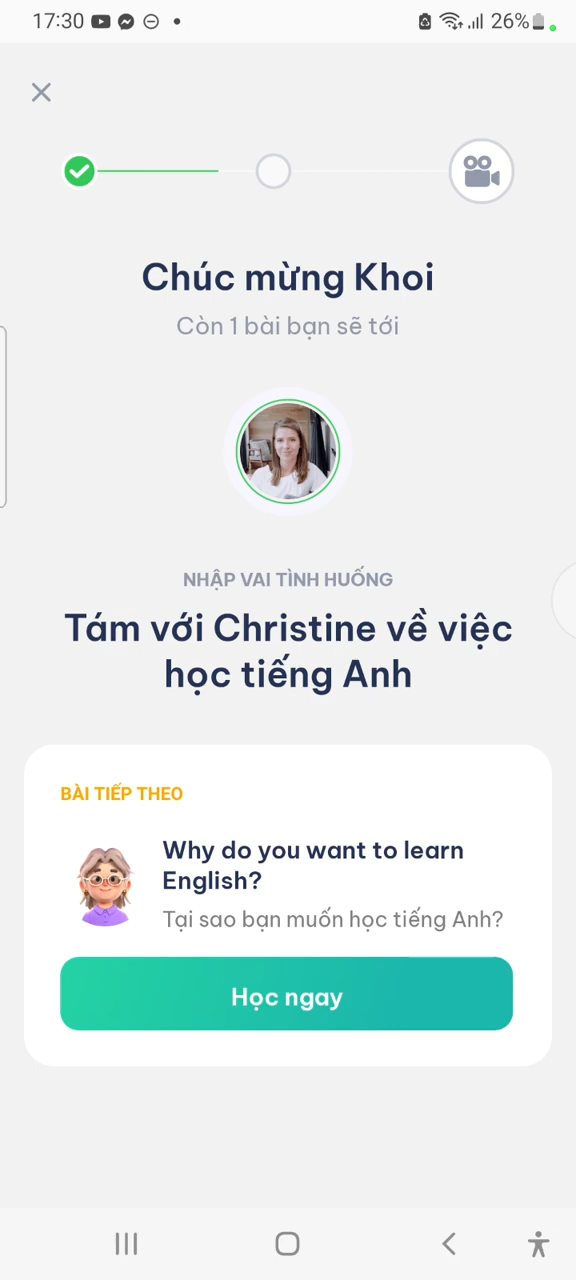 17:30
26%
Chúc mừng Khoi
Còn 1 bài bạn sẽ tới
NHẬP VAI TÌNH HUỐNG
Tám với Christine về việc
học tiếng Anh
BÀI TIẾP THEO
Why do you want to learn
English?
Tại sao bạn muốn học tiếng Anh?
Học ngay